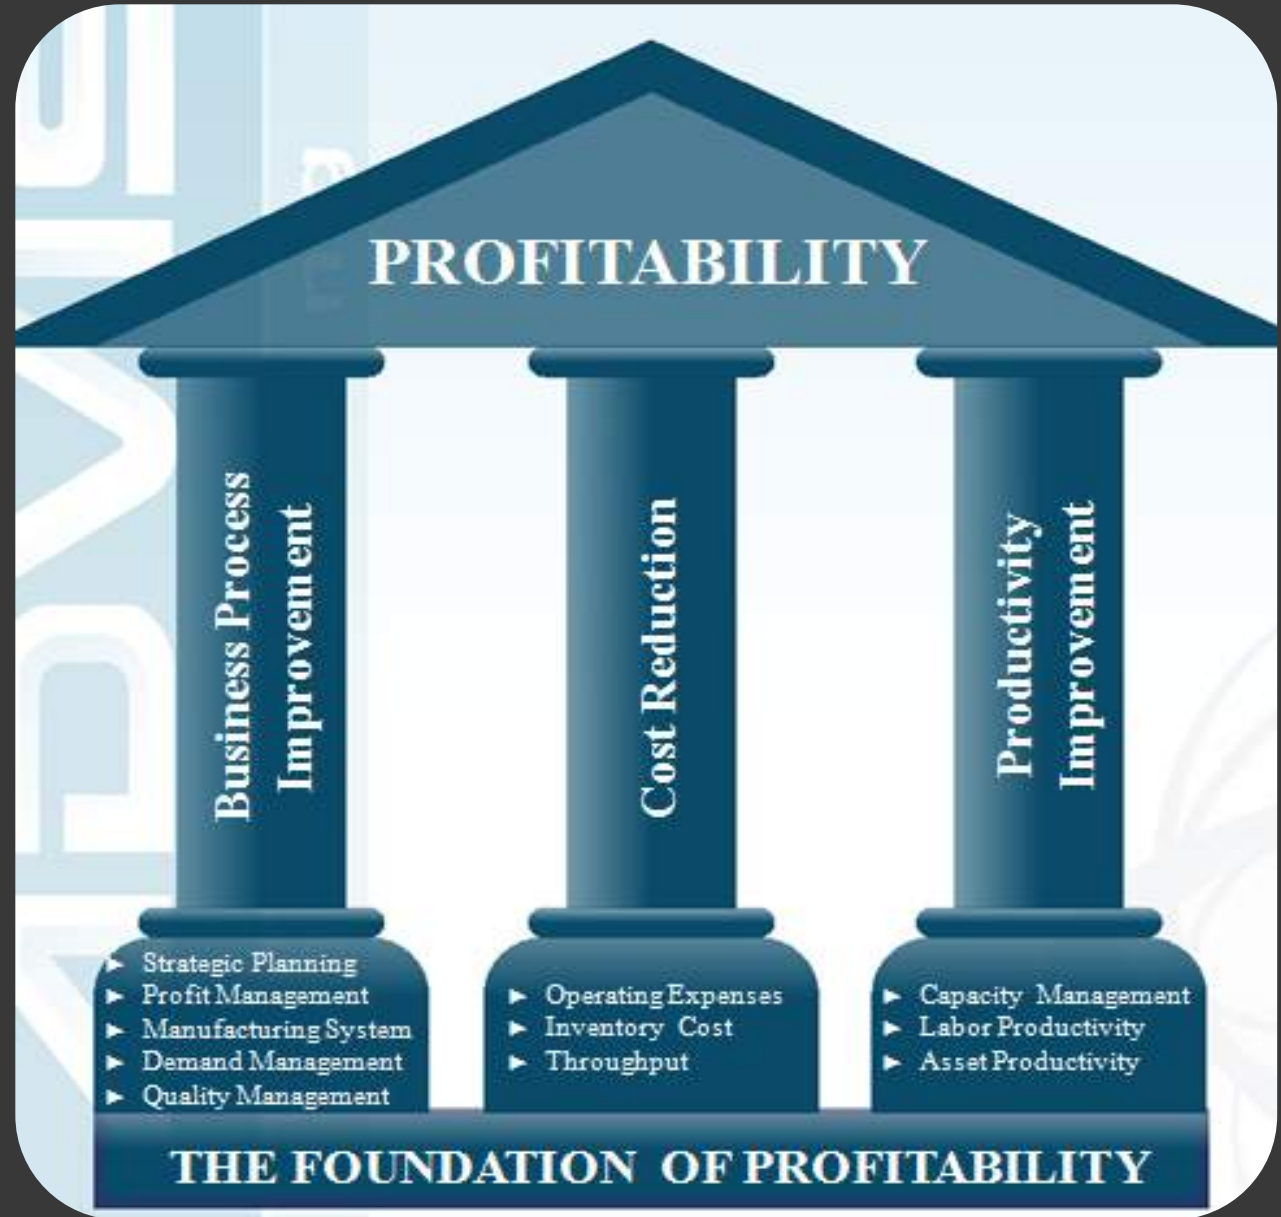 PROFITABILITY
Business Process
Improvement
Cost Reduction
Productivity
Improvement
► Strategic Planning
► Profit Management
► Manufacturing System
► Demand Management
► Quality Management
► Operating Expenses
► Inventory Cost
► Throughput
► Capacity Management
► Labor Productivity
► Asset Productivity
THE FOUNDATION OF PROFITABILITY